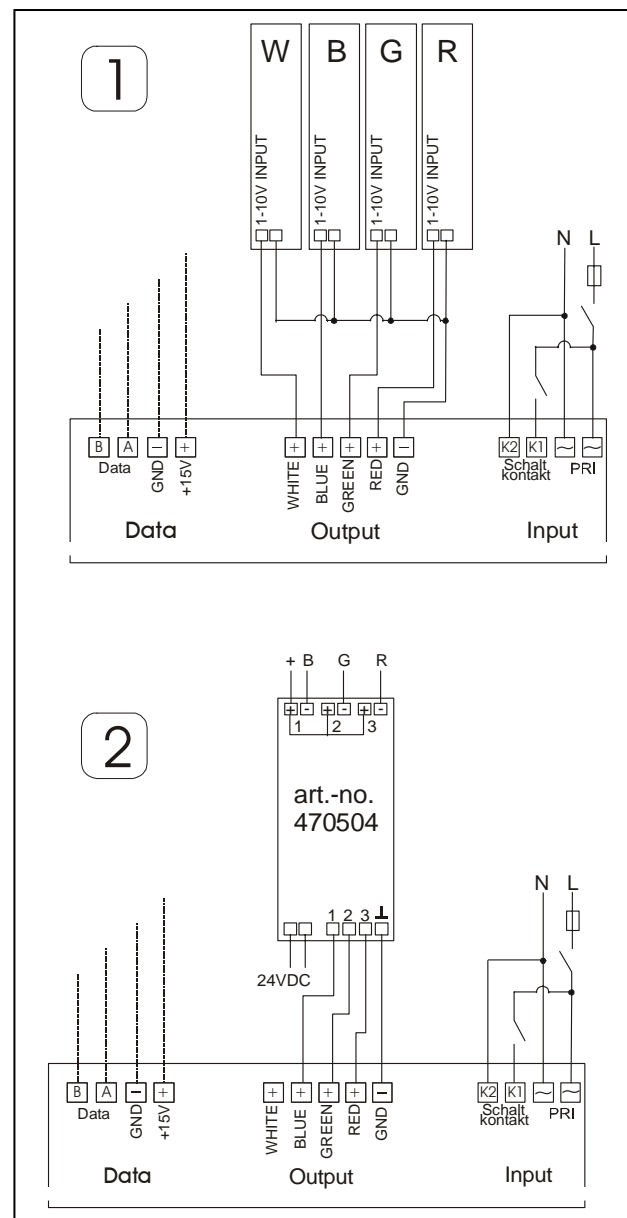 1
W B G R
1-10V INPUT 1-10V INPUT 1-10V INPUT 1-10V INPUT
N L
B A − + + + + + − K2 K1 ~ ~
Data GND +15V WHITE BLUE GREEN RED GND Schalt PRI
kontakt
Data Output Input
2
+ B G R
+ - + - + -
1 2 3
art.-no.
470504
N L
1 2 3 ⊥
24VDC
B A − + + + + + − K2 K1 ~ ~
Data GND +15V WHITE BLUE GREEN RED GND Schalt PRI
kontakt
Data Output Input